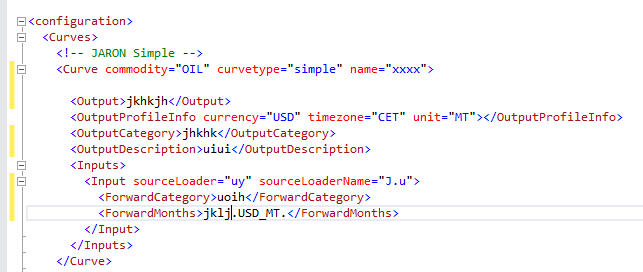 <configuration>
<Curves>
<!-- JARON Simple -->
<Curve commodity="OIL" curvetype="simple" name="xxxx">
<Output>jkhkjh</Output>
<OutputProfileInfo currency="USD" timezone="CET" unit="MT"></OutputProfileInfo>
<OutputCategory>jhkhk</OutputCategory>
<OutputDescription>uiui</OutputDescription>
<Inputs>
<Input sourceLoader="uy" sourceLoaderName="J.u">
<ForwardCategory>uoih</ForwardCategory>
<ForwardMonths>jklj.USD_MT.</ForwardMonths>
</Input>
</Inputs>
</Curve>